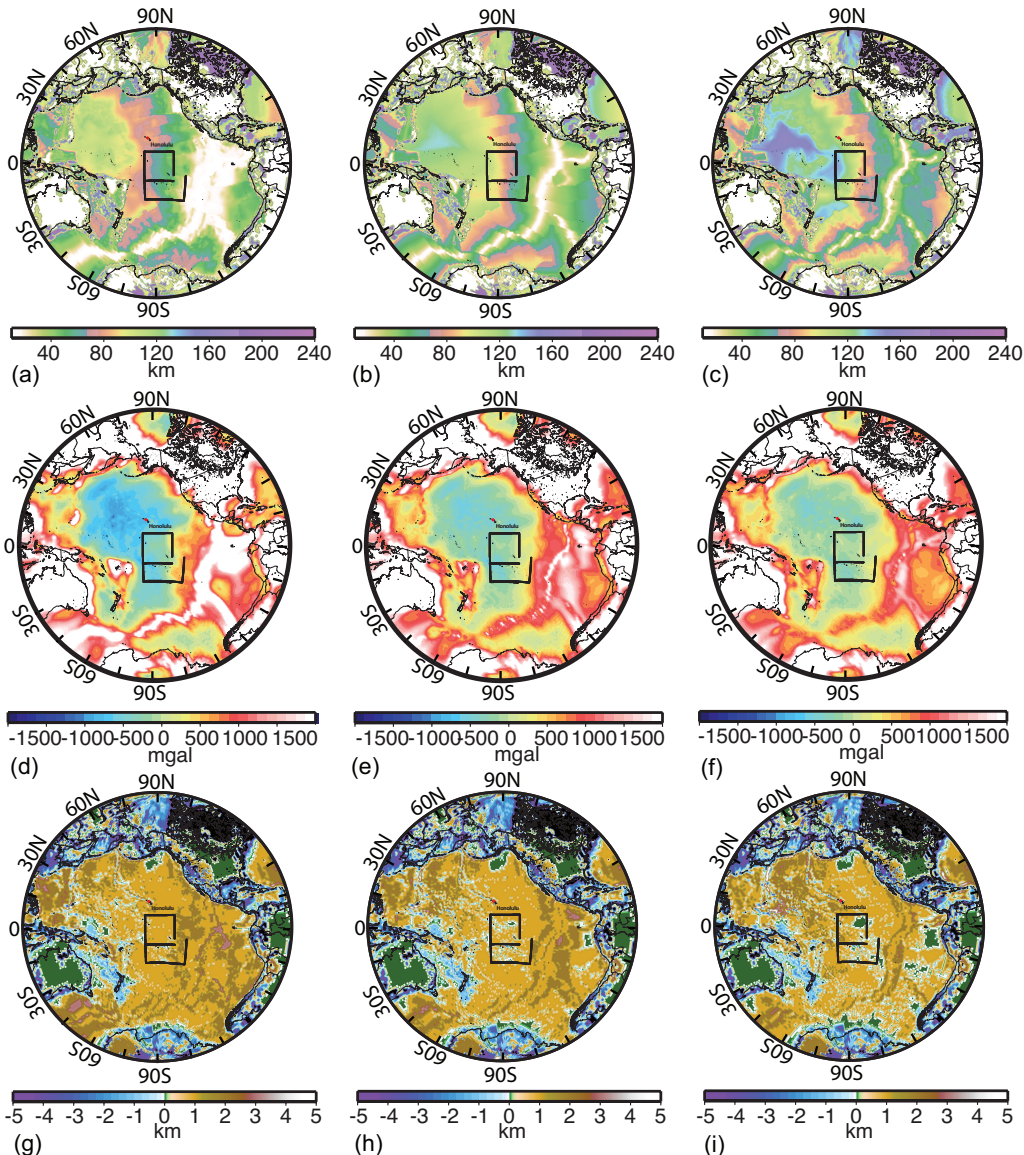 90N 90N 90N
60N 60N 60N
30N 30N 30N
Honolulu Honolulu Honolulu
0 0 0
30S 30S 30S
60S 60S 60S
90S 90S 90S
40 80 120 160 200 240 40 80 120 160 200 240 40 80 120 160 200 240
km km km
(a) (b) (c)
90N 90N 90N
60N 60N 60N
30N 30N 30N
Honolulu Honolulu Honolulu
0 0 0
30S 30S 30S
60S 60S 60S
90S 90S 90S
-1500 -1000 -500 0 500 1000 1500 -1500 -1000 -500 0 500 1000 1500 -1500 -1000 -500 0 500 1000 1500
mgal mgal mgal
(d) (e) (f)
90N 90N 90N
60N 60N 60N
30N 30N 30N
Honolulu Honolulu Honolulu
0 0 0
30S 30S 30S
60S 60S 60S
90S 90S 90S
-5 -4 -3 -2 -1 0 1 2 3 4 5 -5 -4 -3 -2 -1 0 1 2 3 4 5 -5 -4 -3 -2 -1 0 1 2 3 4 5
km km km
(g) (h) (i)